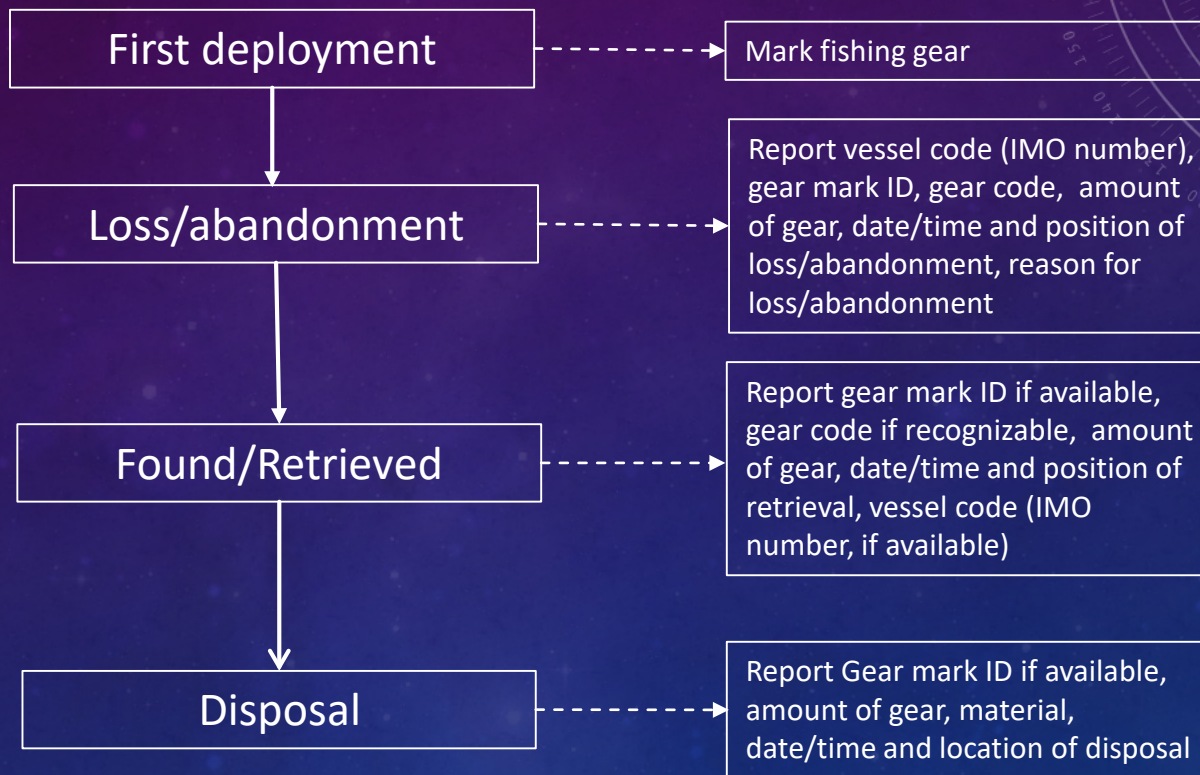 First deployment
Mark fishing gear
Loss/abandonment
Report vessel code (IMO number),
gear mark ID, gear code,  amount
of gear, date/time and position of
loss/abandonment, reason for
loss/abandonment
Found/Retrieved
Report gear mark ID if available,
gear code if recognizable,  amount
of gear, date/time and position of
retrieval, vessel code (IMO
number, if available)
Disposal
Report Gear mark ID if available,
amount of gear, material,
date/time and location of disposal
150
140